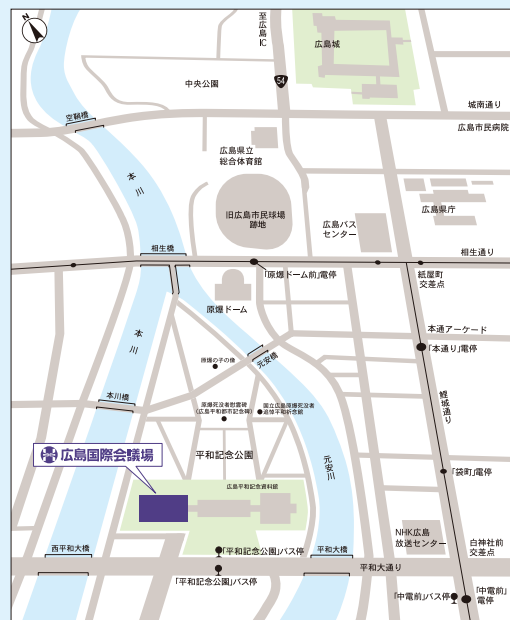 N
至広島IC
広島城
中央公園
54
城南通り
空鞘橋
広島市民病院
広島県立
総合体育館
本川
旧広島市民球場
跡地
広島バス
センター
広島県庁
相生橋
相生通り
「原爆ドーム前」電停
紙屋町
交差点
原爆ドーム
本通アーケード
本川
「本通り」電停
原爆の子の像
元安橋
本川橋
原爆死没者慰霊碑
(広島平和都市記念碑)
国立広島原爆死没者
追悼平和祈念館
鯉城通り
平和記念公園
広島国際会議場
元安川
「袋町」電停
広島平和記念資料館
NHK広島
放送センター
白神社前
交差点
西平和大橋
「平和記念公園」バス停
平和大橋
平和大通り
「平和記念公園」バス停
「中電前」バス停
「中電前」
電停